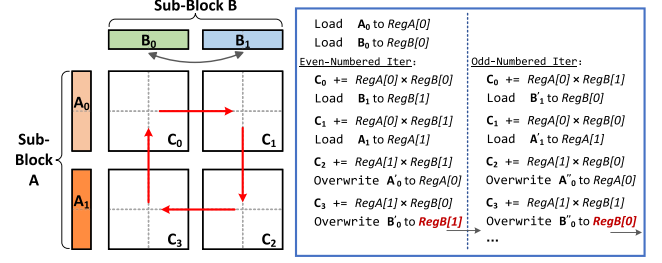 Sub-Block B
B₀
B₁
Sub-
Block
A
A₀
A₁
C₀
C₁
C₃
C₂
Load A₀ to RegA[0]
Load B₀ to RegB[0]
Even-Numbered Iter:
C₀ += RegA[0] × RegB[0]
Load B₁ to RegB[1]
C₁ += RegA[0] × RegB[1]
Load A₁ to RegA[1]
C₂ += RegA[1] × RegB[1]
Overwrite A'₀ to RegA[0]
C₃ += RegA[1] × RegB[0]
Overwrite B'₀ to RegB[1]
Odd-Numbered Iter:
C₀ += RegA[0] × RegB[1]
Load B'₁ to RegB[0]
C₁ += RegA[0] × RegB[0]
Load A'₁ to RegA[1]
C₂ += RegA[1] × RegB[0]
Overwrite A''₀ to RegA[0]
C₃ += RegA[1] × RegB[1]
Overwrite B''₀ to RegB[0]
...